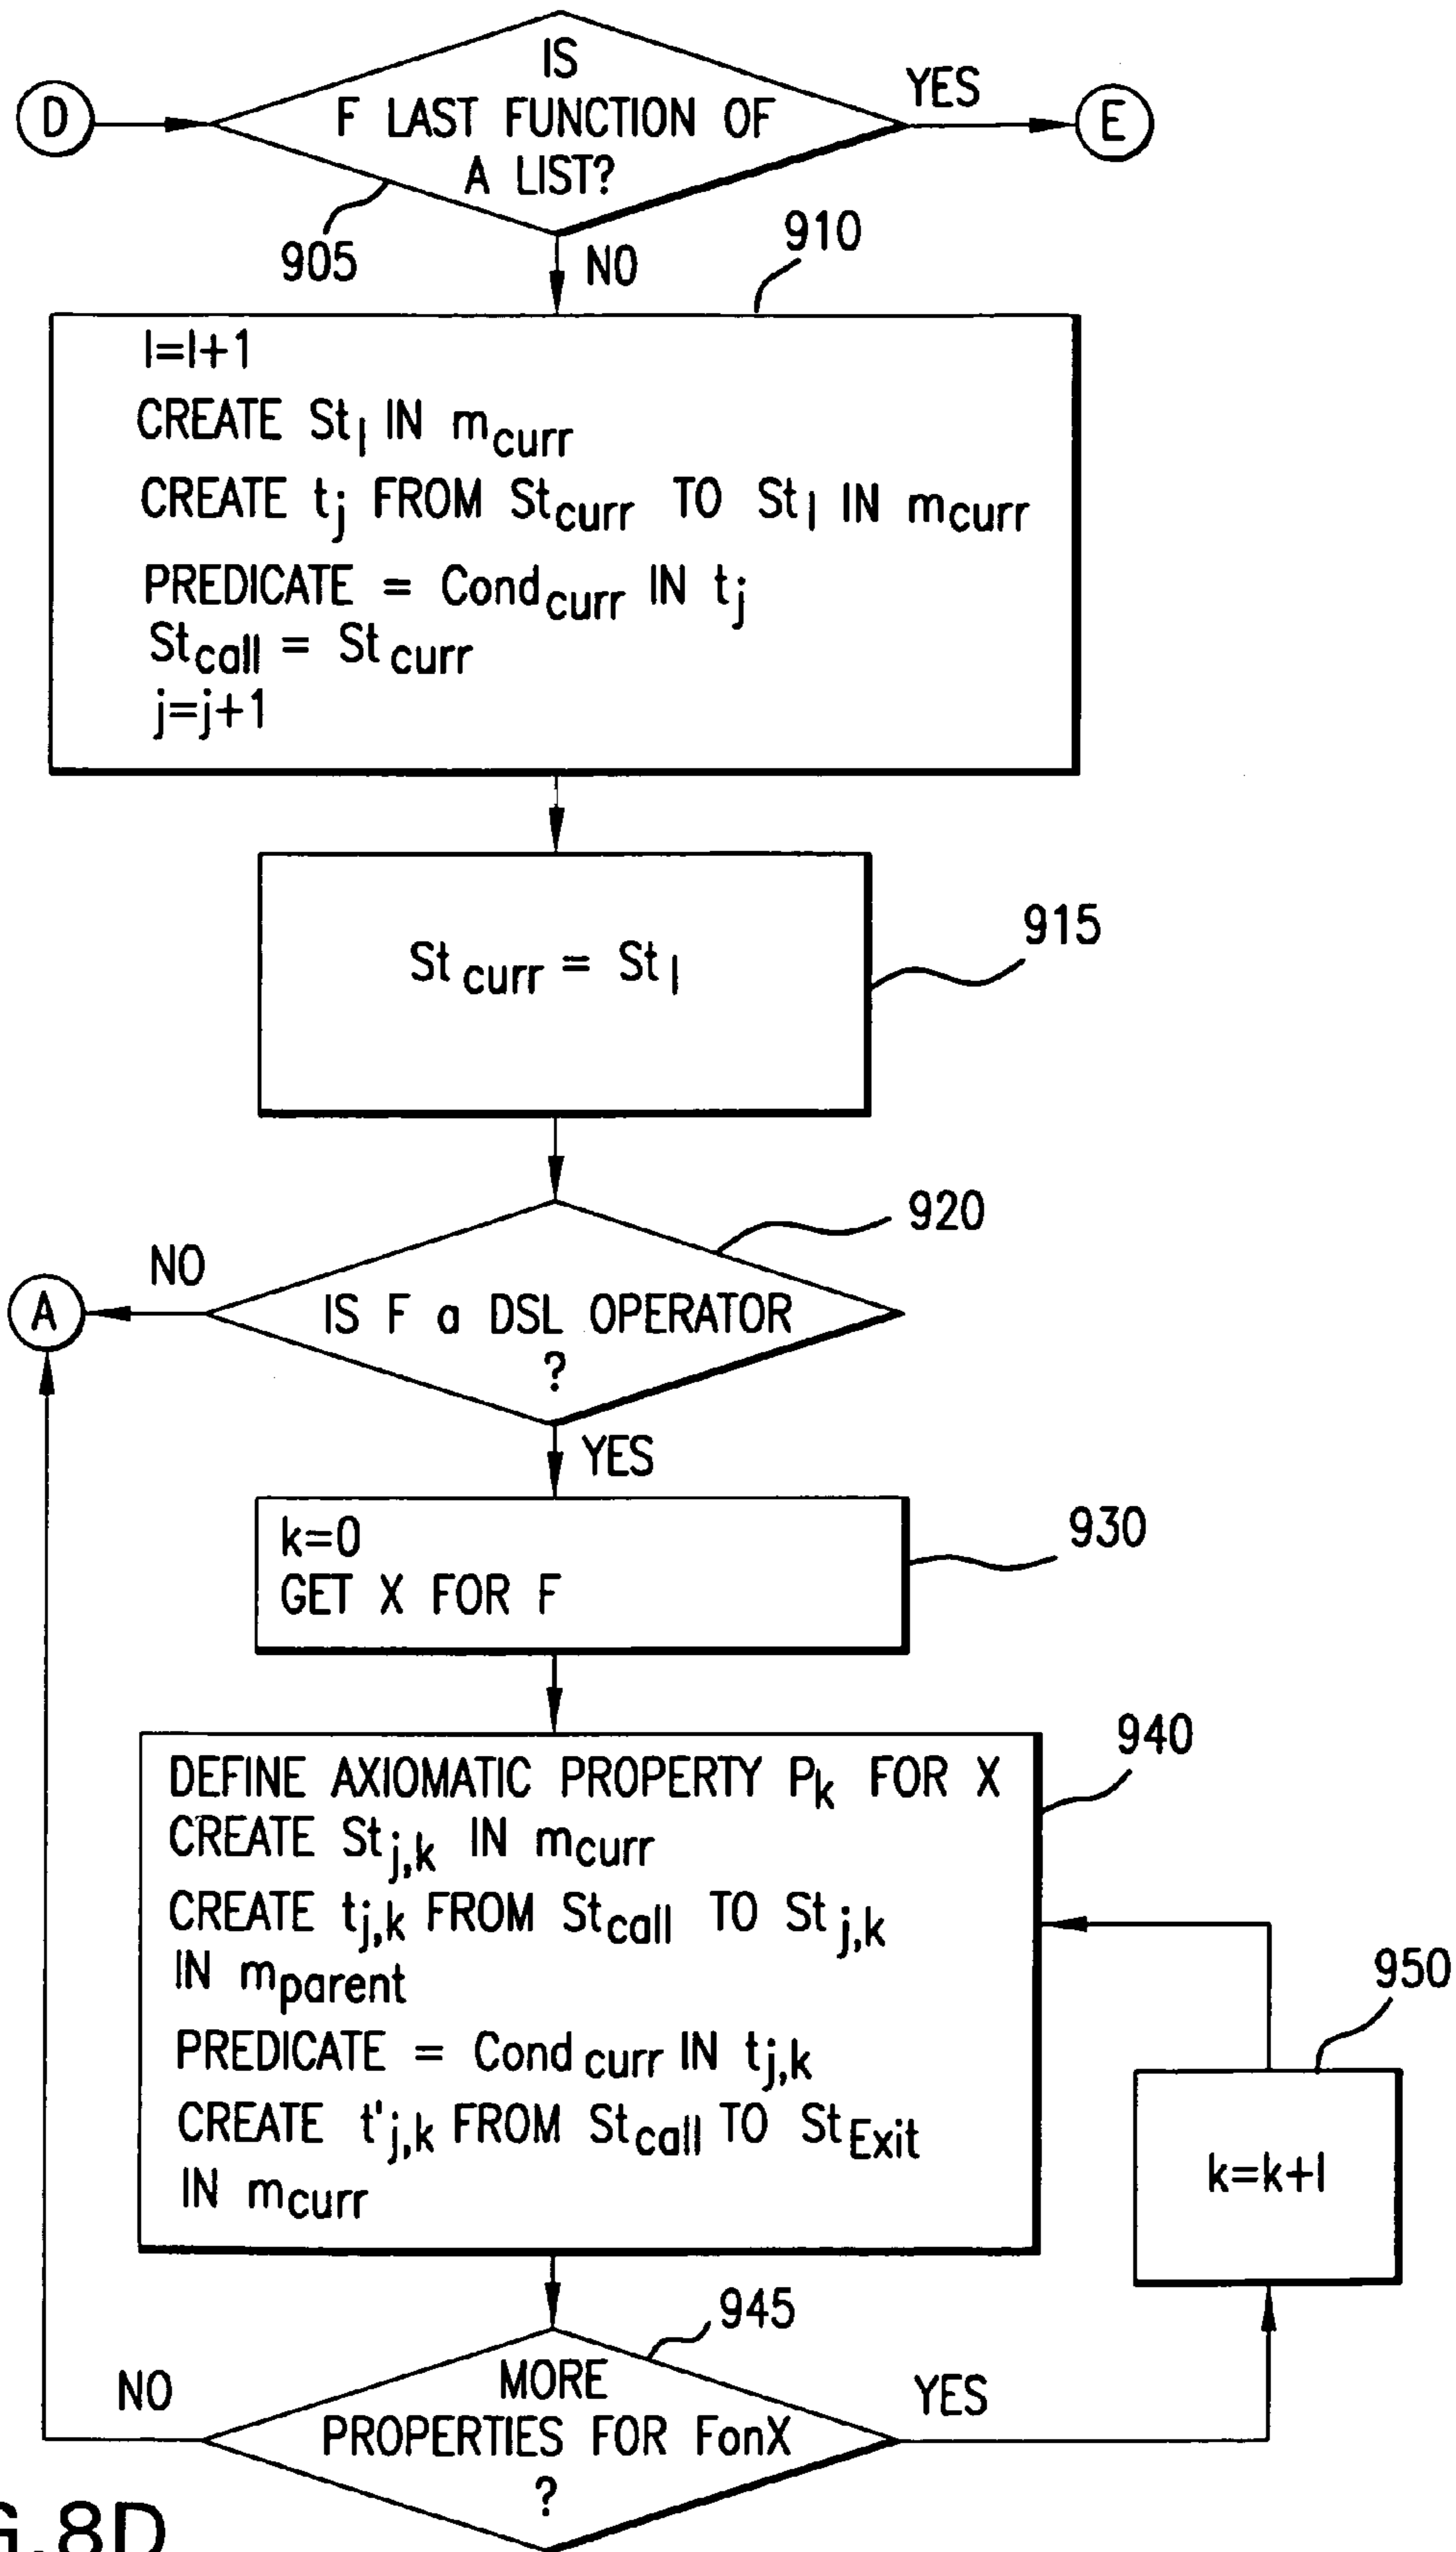 IS
F LAST FUNCTION OF
A LIST?
D
YES
E
905
NO
910
l=l+1
CREATE St_l IN m_curr
CREATE t_j FROM St_curr TO St_l IN m_curr
PREDICATE = Cond_curr IN t_j
St_call = St_curr
j=j+1
St_curr = St_l
915
920
NO
A
IS F a DSL OPERATOR
?
YES
k=0
GET X FOR F
930
940
DEFINE AXIOMATIC PROPERTY P_k FOR X
CREATE St_j,k IN m_curr
CREATE t_j,k FROM St_call TO St_j,k
IN m_parent
PREDICATE = Cond_curr IN t_j,k
CREATE t'_j,k FROM St_call TO St_Exit
IN m_curr
950
k=k+l
945
NO
MORE
PROPERTIES FOR FonX
?
YES
G.8D